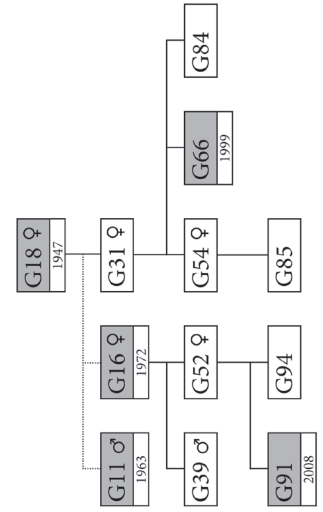 G18 ♀
1947
G11 ♂
1963
G16 ♀
1972
G31 ♀
G39 ♂
G52 ♀
G54 ♀
G66
1999
G84
G91
2008
G94
G85